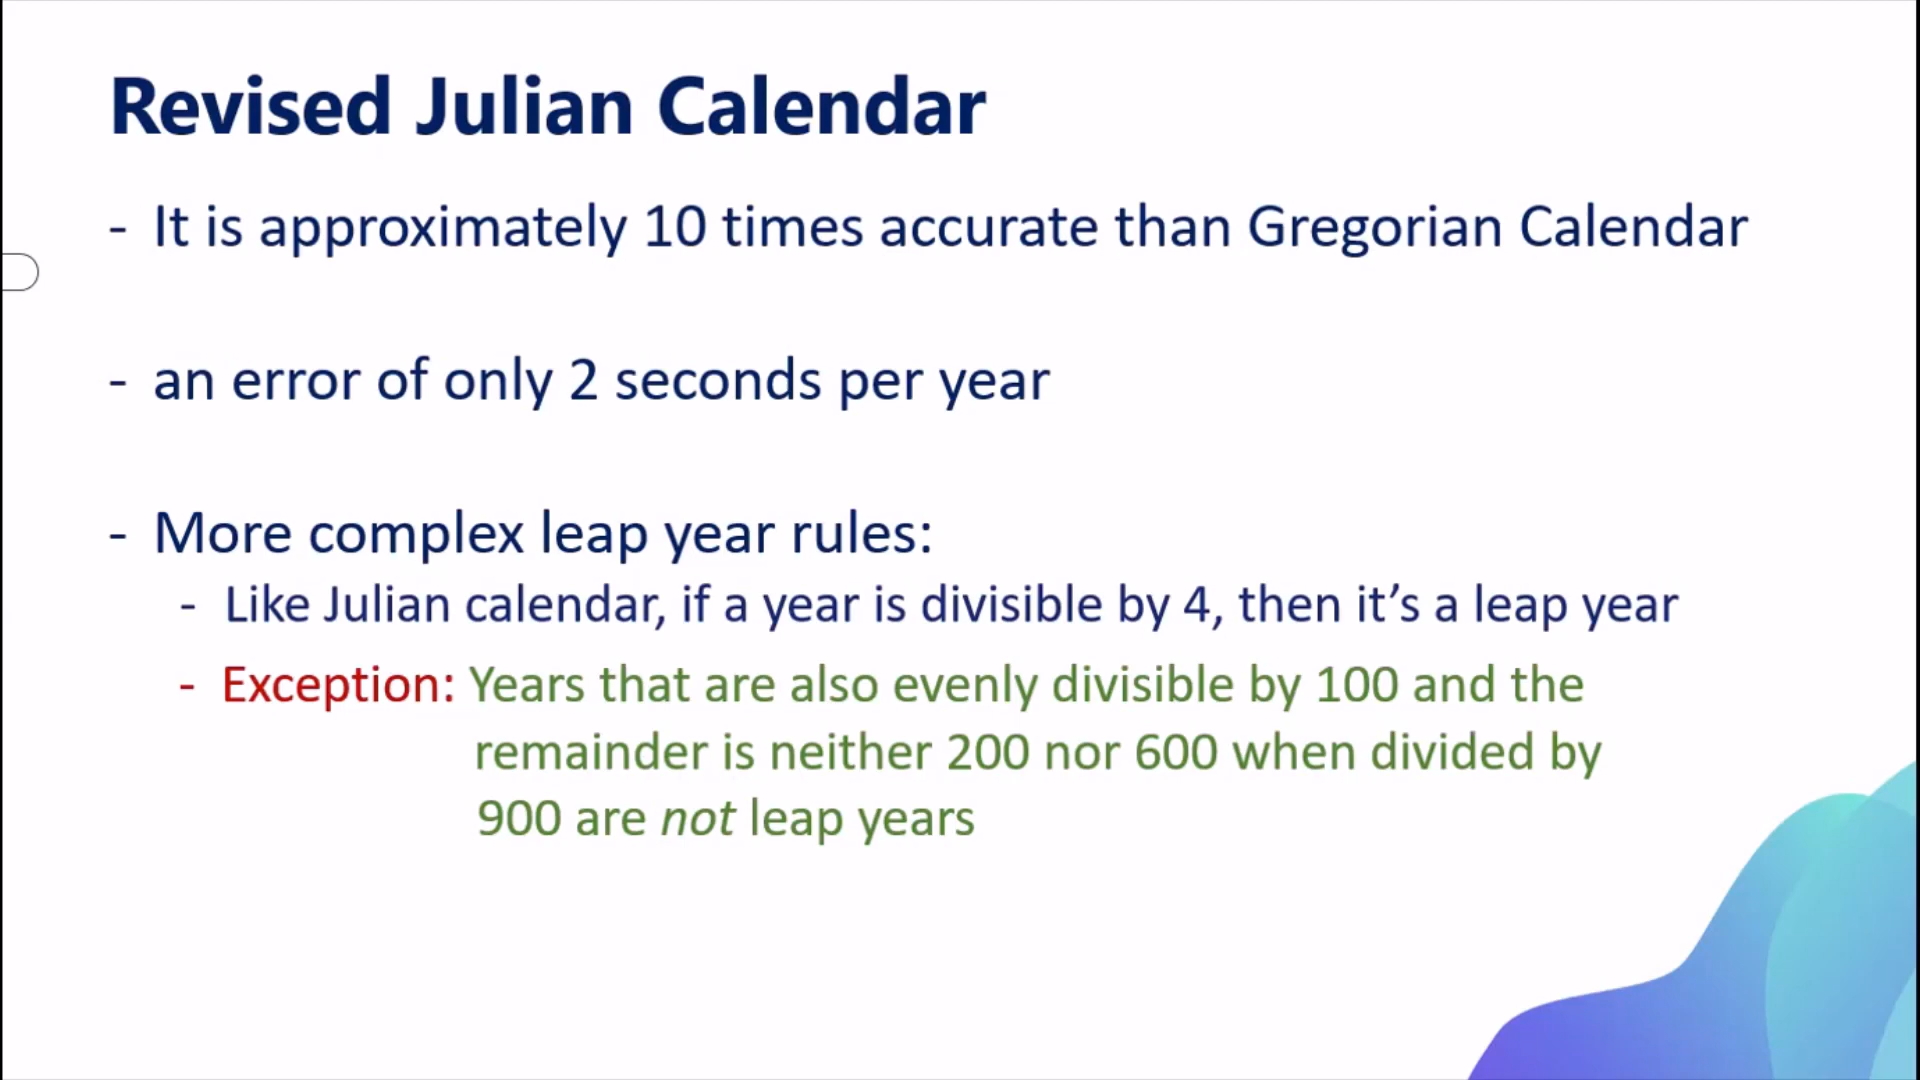 Revised Julian Calendar
- It is approximately 10 times accurate than Gregorian Calendar
- an error of only 2 seconds per year
- More complex leap year rules:
- Like Julian calendar, if a year is divisible by 4, then it’s a leap year
- Exception: Years that are also evenly divisible by 100 and the
remainder is neither 200 nor 600 when divided by
900 are not leap years